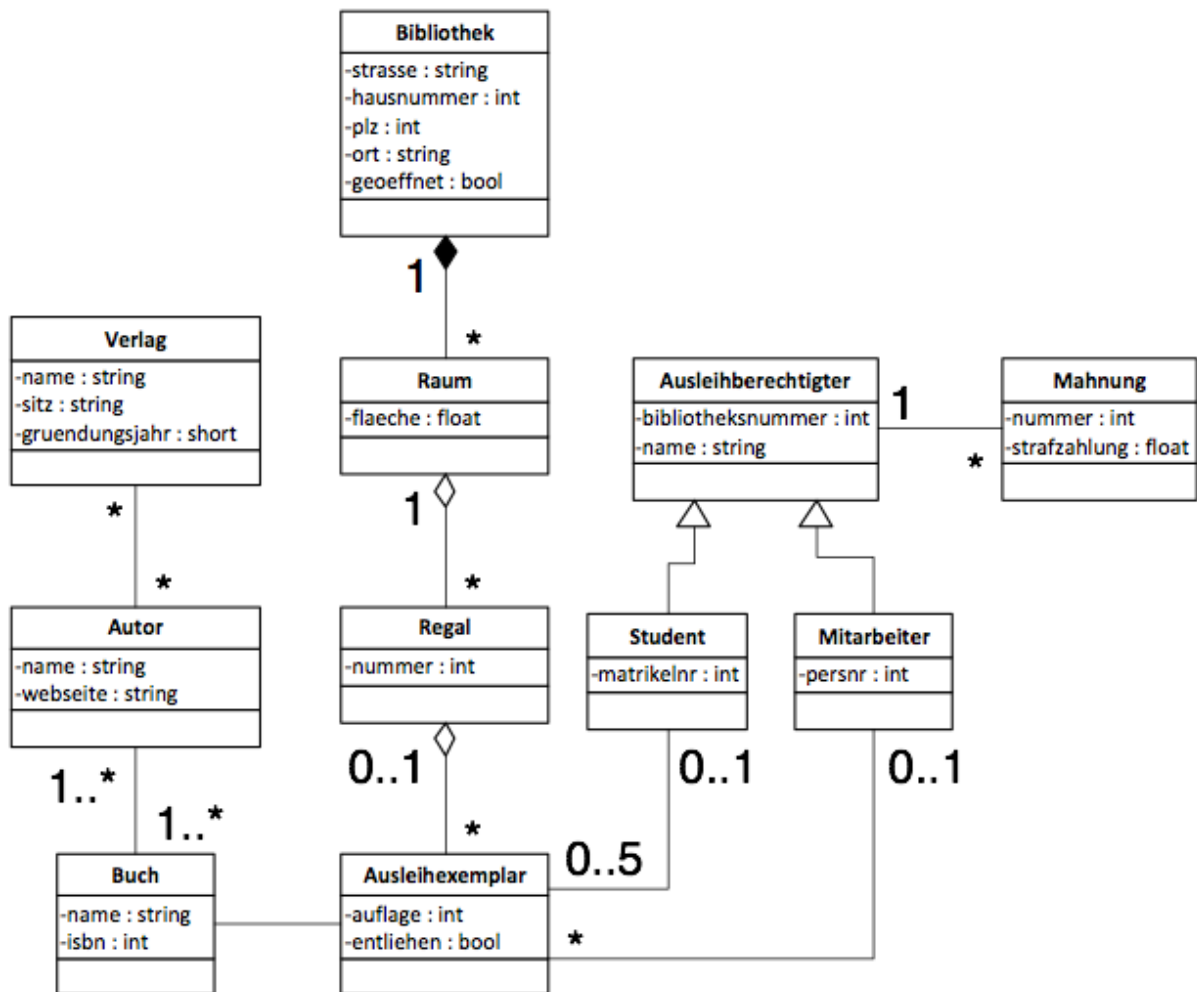 Bibliothek
-strasse : string
-hausnummer : int
-plz : int
-ort : string
-geoeffnet : bool
1
*
Verlag
-name : string
-sitz : string
-gruendungsjahr : short
*
*
Raum
-flaeche : float
1
*
Ausleihberechtigter
-bibliotheksnummer : int
-name : string
1
*
Mahnung
-nummer : int
-strafzahlung : float
Autor
-name : string
-webseite : string
1..*
1..*
Regal
-nummer : int
0..1
*
Student
-matrikelnr : int
0..1
0..5
Mitarbeiter
-persnr : int
0..1
*
Buch
-name : string
-isbn : int
Ausleihexemplar
-auflage : int
-entliehen : bool